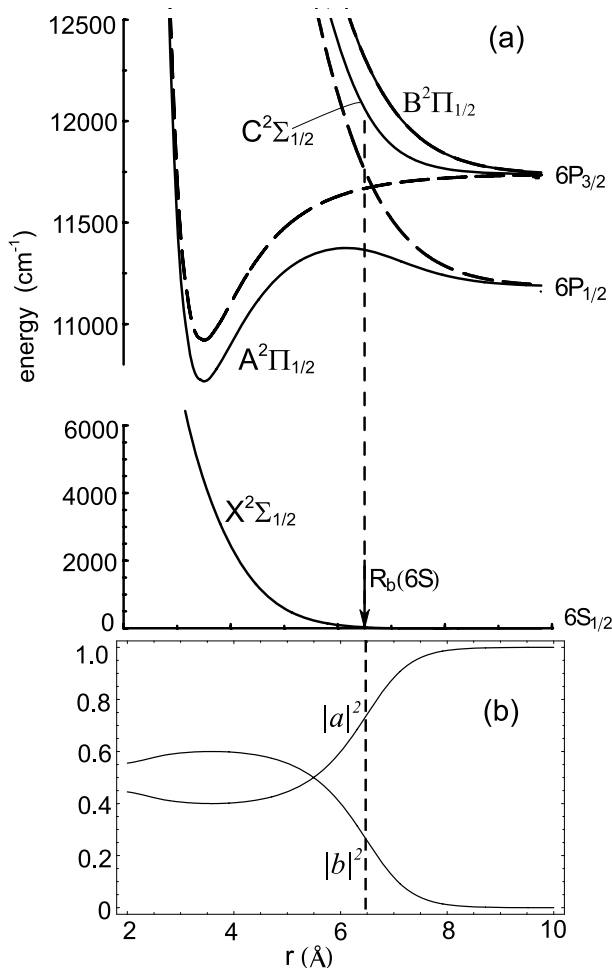 12500
(a)
C²Σ₁/₂
B²Π₁/₂
12000
6P₃/₂
11500
6P₁/₂
energy (cm⁻¹)
11000
A²Π₁/₂
6000
4000
X²Σ₁/₂
2000
R_b(6S)
0
6S₁/₂
1.0
(b)
|a|²
0.8
0.6
0.4
|b|²
0.2
0
2
4
6
8
10
r (Å)